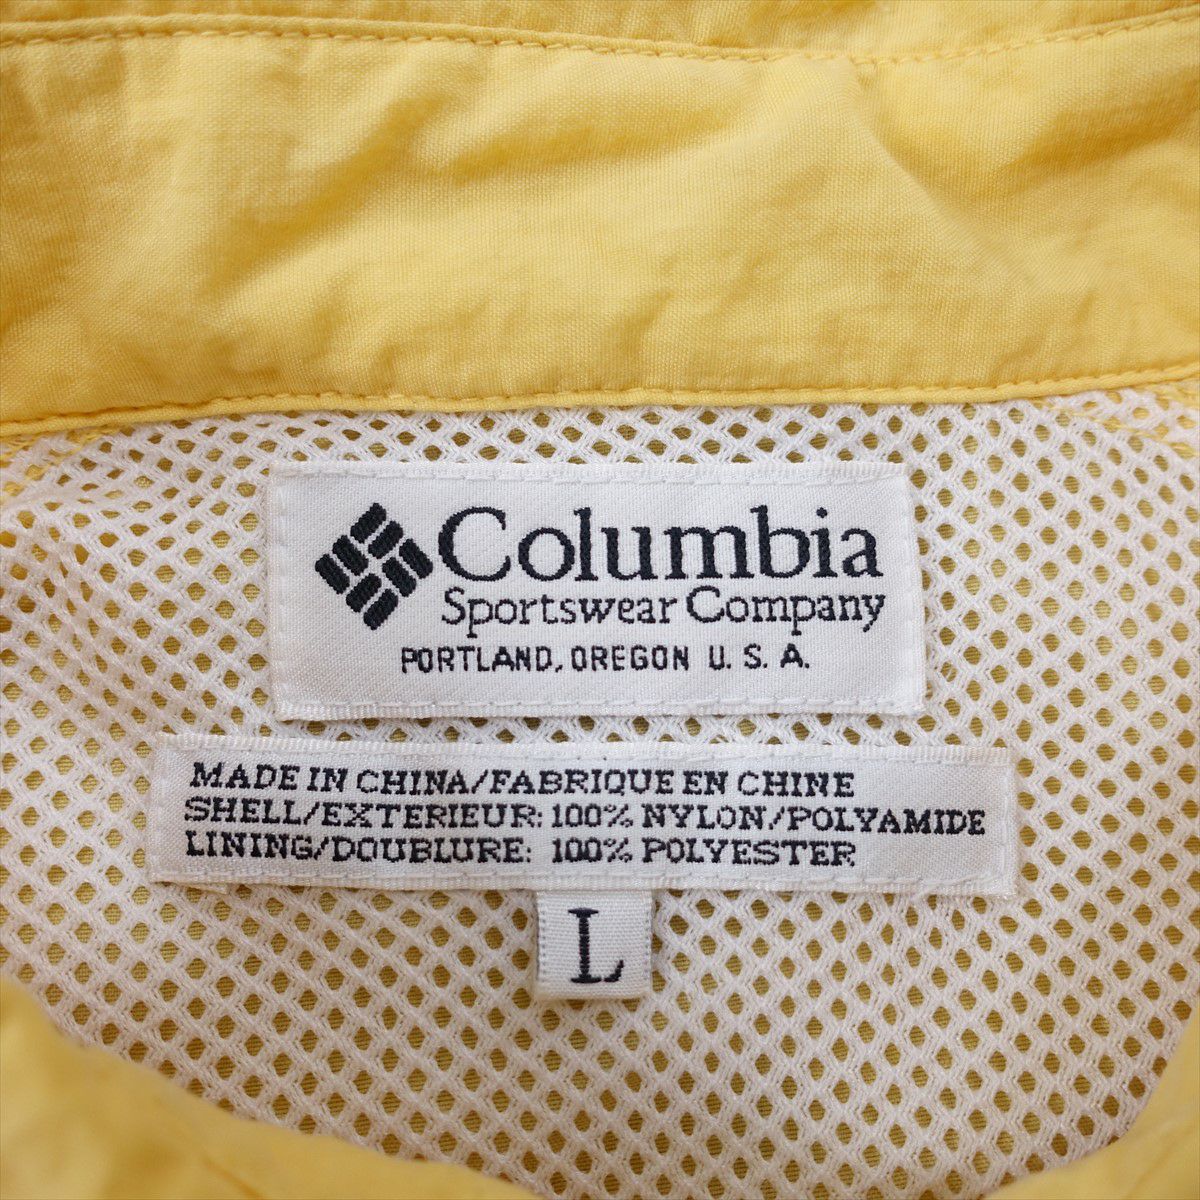 Columbia
Sportswear Company
PORTLAND, OREGON U. S. A.
MADE IN CHINA/FABRIQUE EN CHINE
SHELL/EXTERIEUR: 100% NYLON/POLYAMIDE
LINING/DOUBLURE: 100% POLYESTER
L